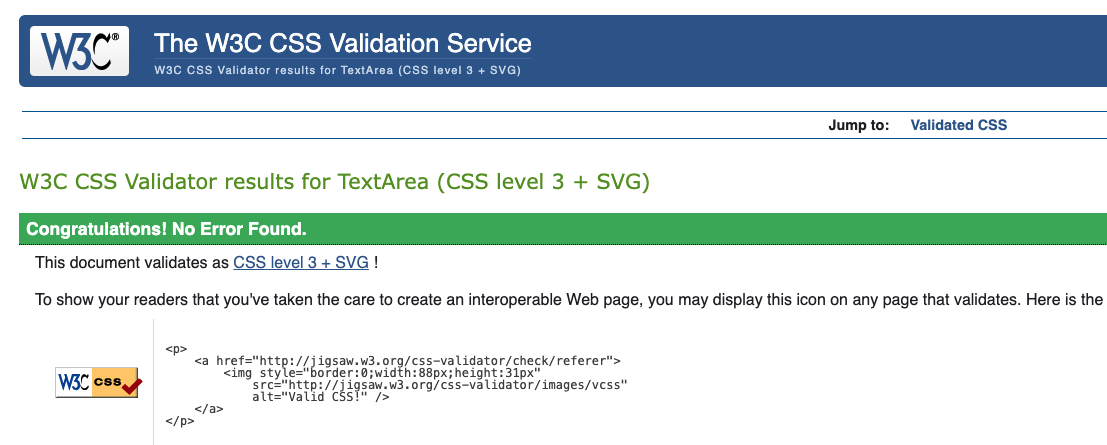 W3C®
The W3C CSS Validation Service
W3C CSS Validator results for TextArea (CSS level 3 + SVG)
Jump to: Validated CSS
W3C CSS Validator results for TextArea (CSS level 3 + SVG)
Congratulations! No Error Found.
This document validates as CSS level 3 + SVG !
To show your readers that you've taken the care to create an interoperable Web page, you may display this icon on any page that validates. Here is the
W3C css
<p>
    <a href="http://jigsaw.w3.org/css-validator/check/referer">
        <img style="border:0;width:88px;height:31px"
            src="http://jigsaw.w3.org/css-validator/images/vcss"
            alt="Valid CSS!" />
    </a>
</p>